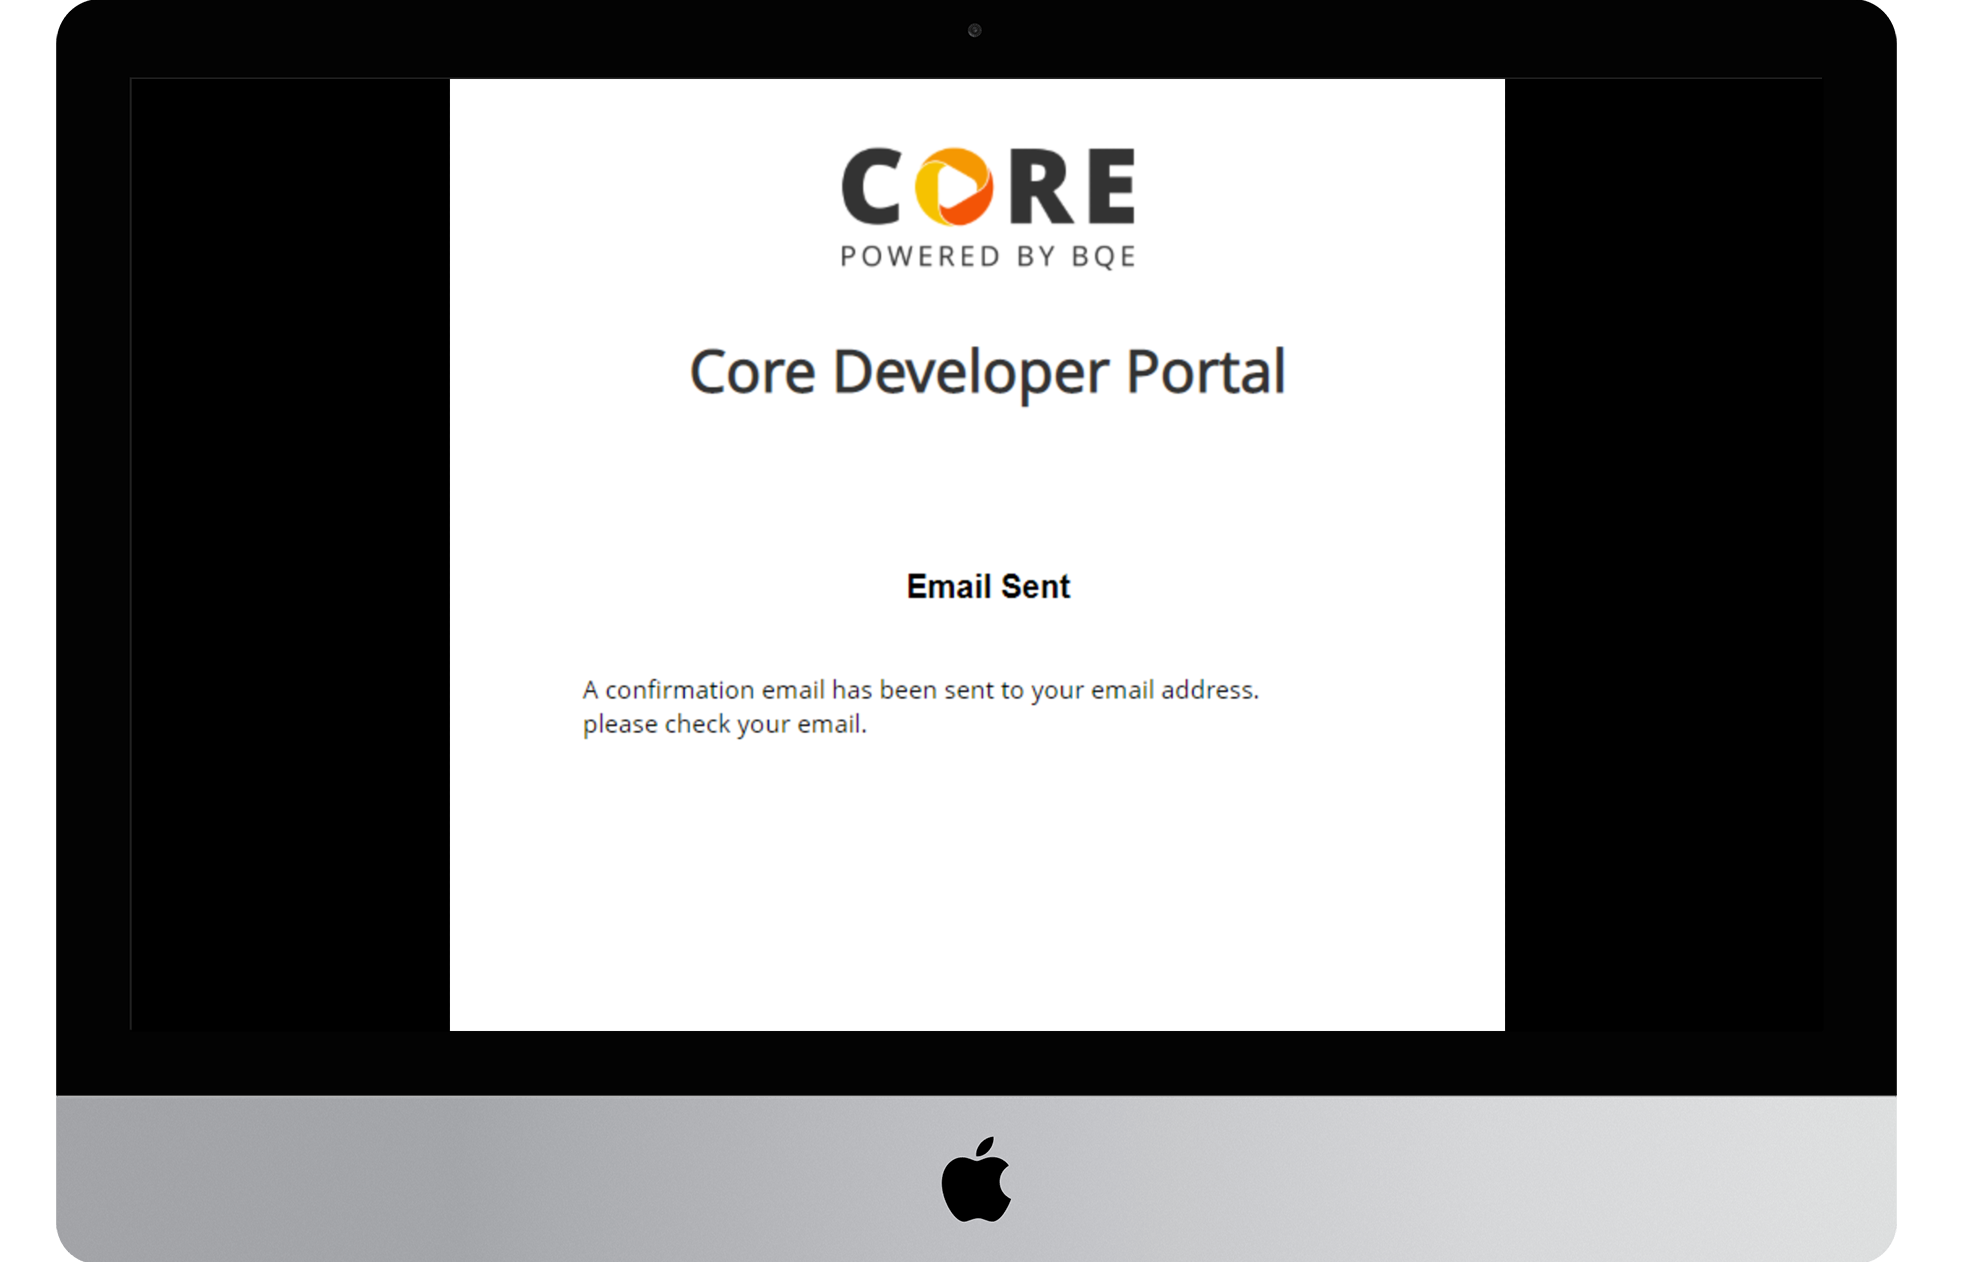 CORE
POWERED BY BQE
Core Developer Portal
Email Sent
A confirmation email has been sent to your email address.
please check your email.